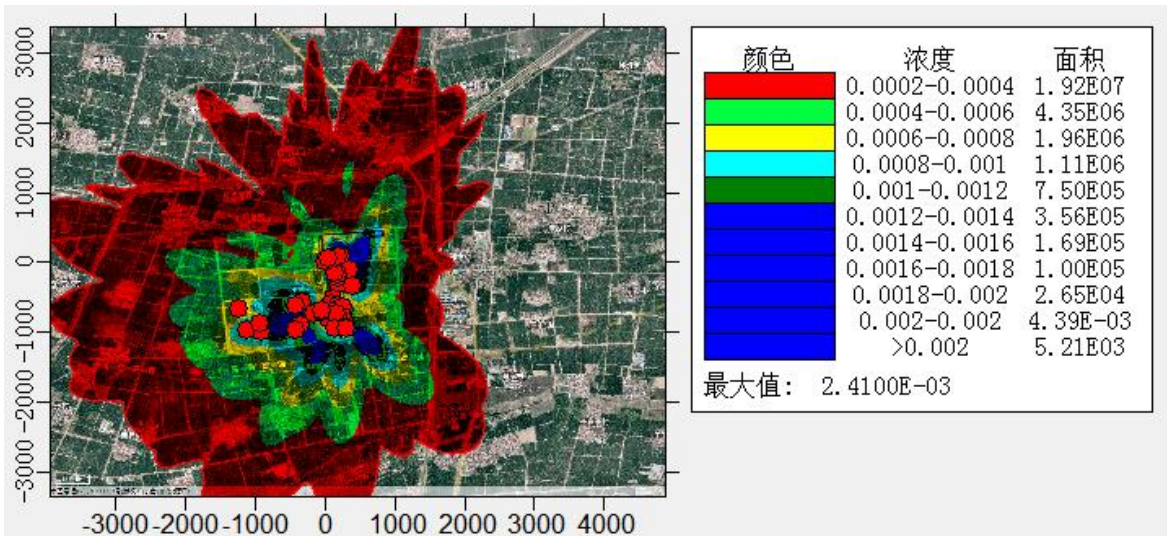 颜色 浓度 面积
0.0002-0.0004 1.92E07
0.0004-0.0006 4.35E06
0.0006-0.0008 1.96E06
0.0008-0.001 1.11E06
0.001-0.0012 7.50E05
0.0012-0.0014 3.56E05
0.0014-0.0016 1.69E05
0.0016-0.0018 1.00E05
0.0018-0.002 2.65E04
0.002-0.002 4.39E-03
>0.002 5.21E03
最大值: 2.4100E-03
3000
2000
1000
0
-1000
-2000
-3000
-3000 -2000 -1000 0 1000 2000 3000 4000